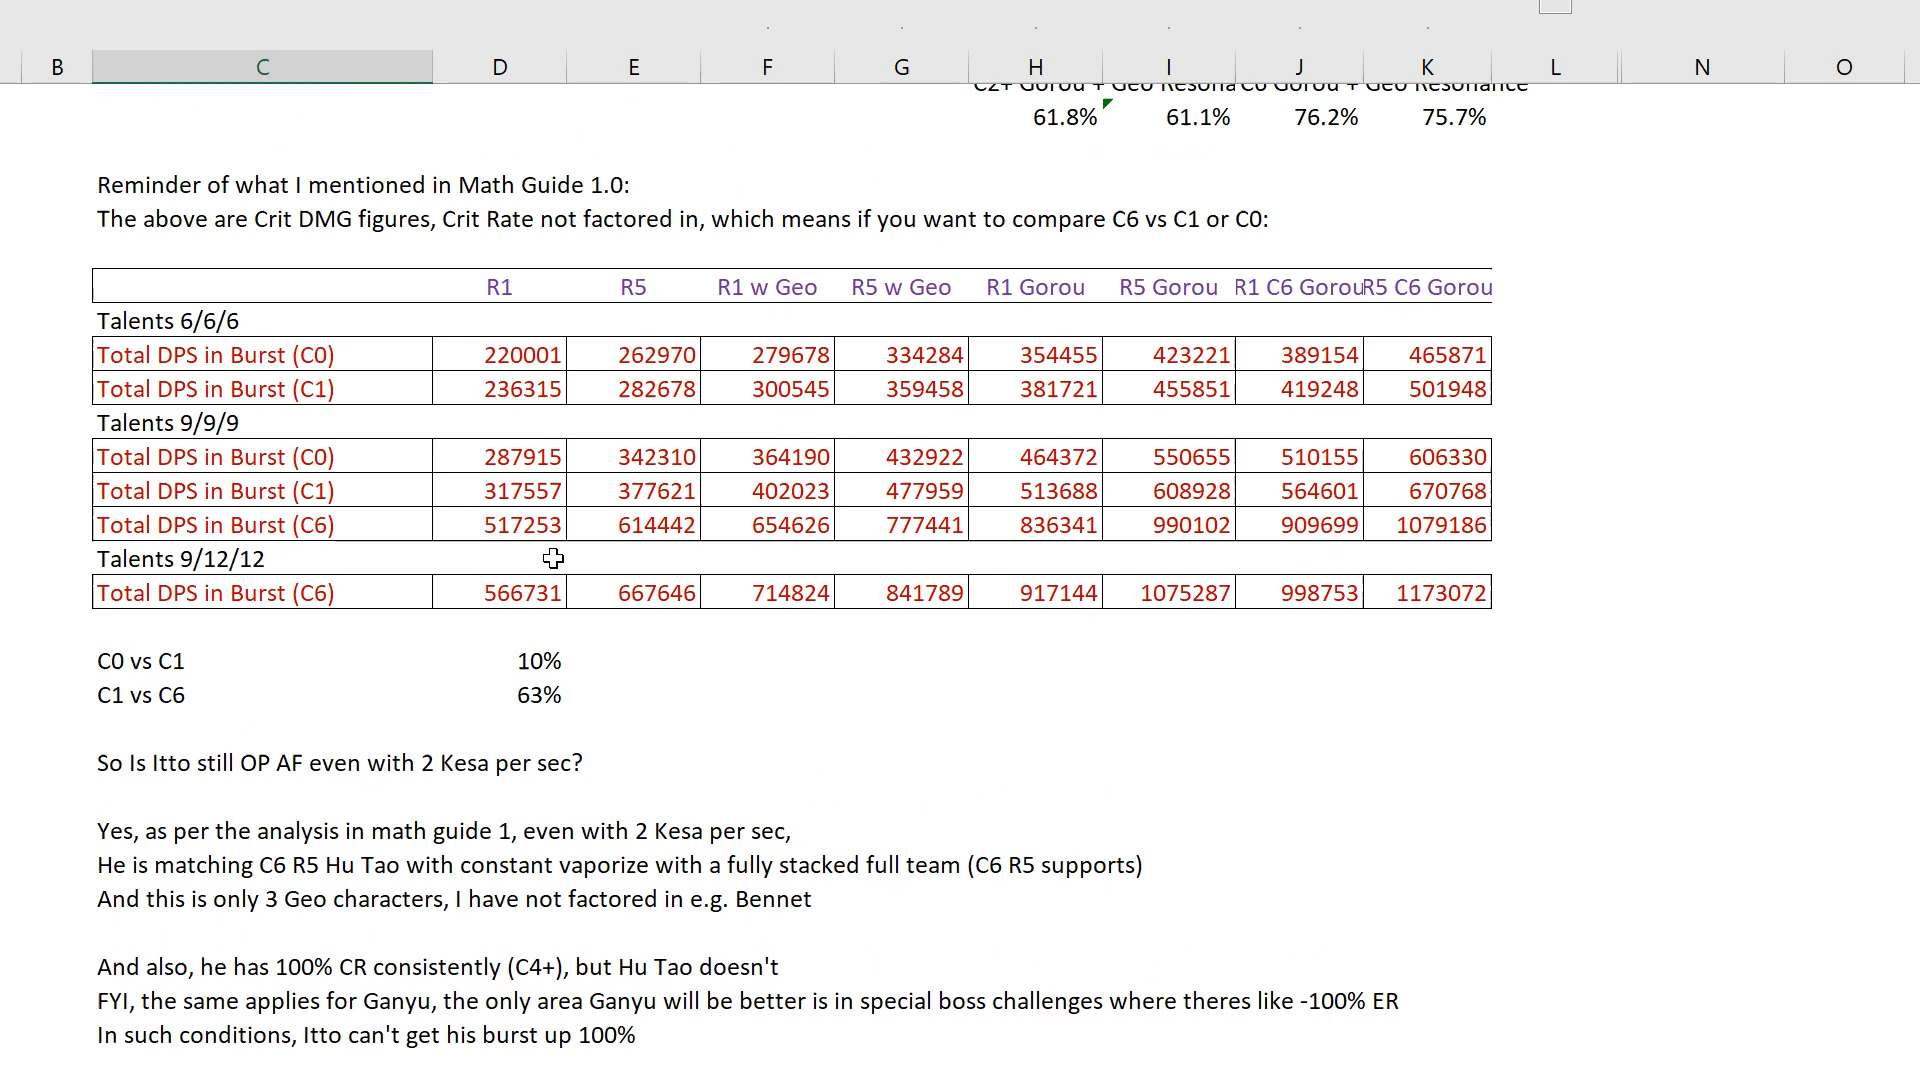 B C D E F G H I J K L N O
C2+ Gorou + Geo Resona C6 Gorou + Geo Resonance
61.8% 61.1% 76.2% 75.7%
Reminder of what I mentioned in Math Guide 1.0:
The above are Crit DMG figures, Crit Rate not factored in, which means if you want to compare C6 vs C1 or C0:
R1 R5 R1 w Geo R5 w Geo R1 Gorou R5 Gorou R1 C6 Gorou R5 C6 Gorou
Talents 6/6/6
Total DPS in Burst (C0) 220001 262970 279678 334284 354455 423221 389154 465871
Total DPS in Burst (C1) 236315 282678 300545 359458 381721 455851 419248 501948
Talents 9/9/9
Total DPS in Burst (C0) 287915 342310 364190 432922 464372 550655 510155 606330
Total DPS in Burst (C1) 317557 377621 402023 477959 513688 608928 564601 670768
Total DPS in Burst (C6) 517253 614442 654626 777441 836341 990102 909699 1079186
Talents 9/12/12
Total DPS in Burst (C6) 566731 667646 714824 841789 917144 1075287 998753 1173072
C0 vs C1 10%
C1 vs C6 63%
So Is Itto still OP AF even with 2 Kesa per sec?
Yes, as per the analysis in math guide 1, even with 2 Kesa per sec,
He is matching C6 R5 Hu Tao with constant vaporize with a fully stacked full team (C6 R5 supports)
And this is only 3 Geo characters, I have not factored in e.g. Bennet
And also, he has 100% CR consistently (C4+), but Hu Tao doesn't
FYI, the same applies for Ganyu, the only area Ganyu will be better is in special boss challenges where theres like -100% ER
In such conditions, Itto can't get his burst up 100%